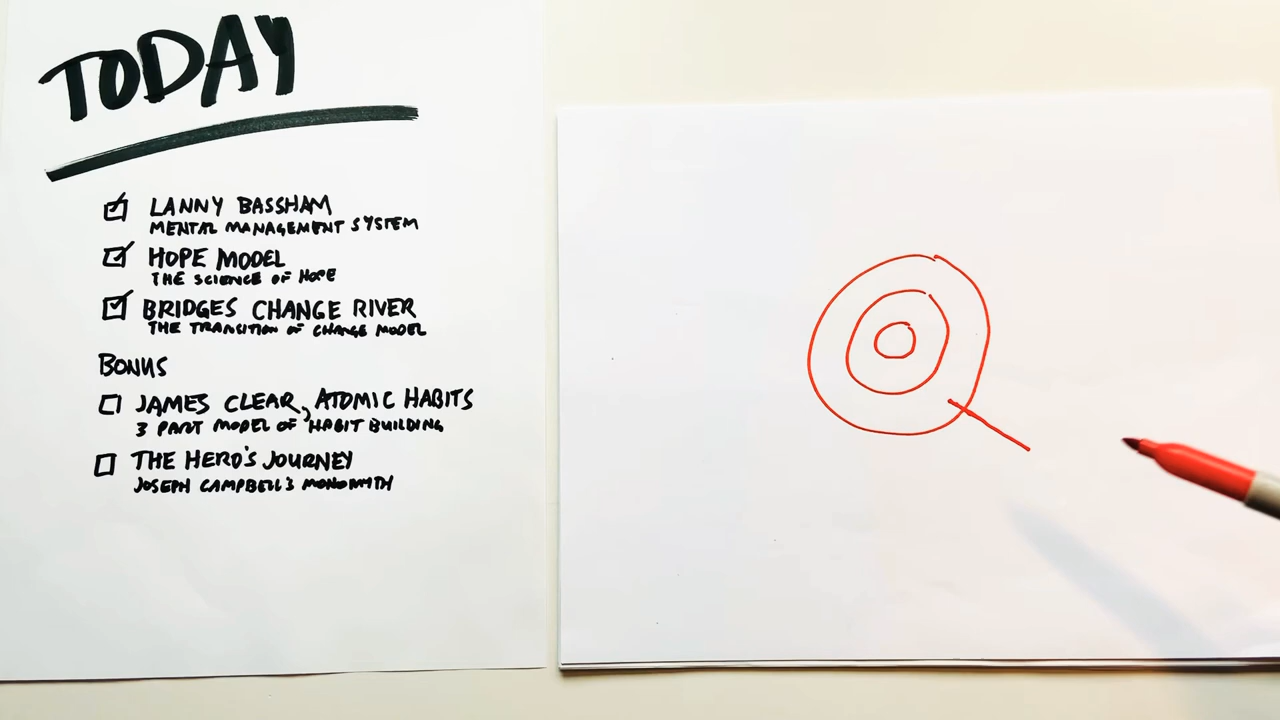 TODAY
LANNY BASSHAM
MENTAL MANAGEMENT SYSTEM
HOPE MODEL
THE SCIENCE OF HOPE
BRIDGES CHANGE RIVER
THE TRANSITION OF CHANGE MODEL
BONUS
JAMES CLEAR, ATOMIC HABITS
3 PART MODEL OF HABIT BUILDING
THE HERO'S JOURNEY
JOSEPH CAMPBELL'S MONOMYTH